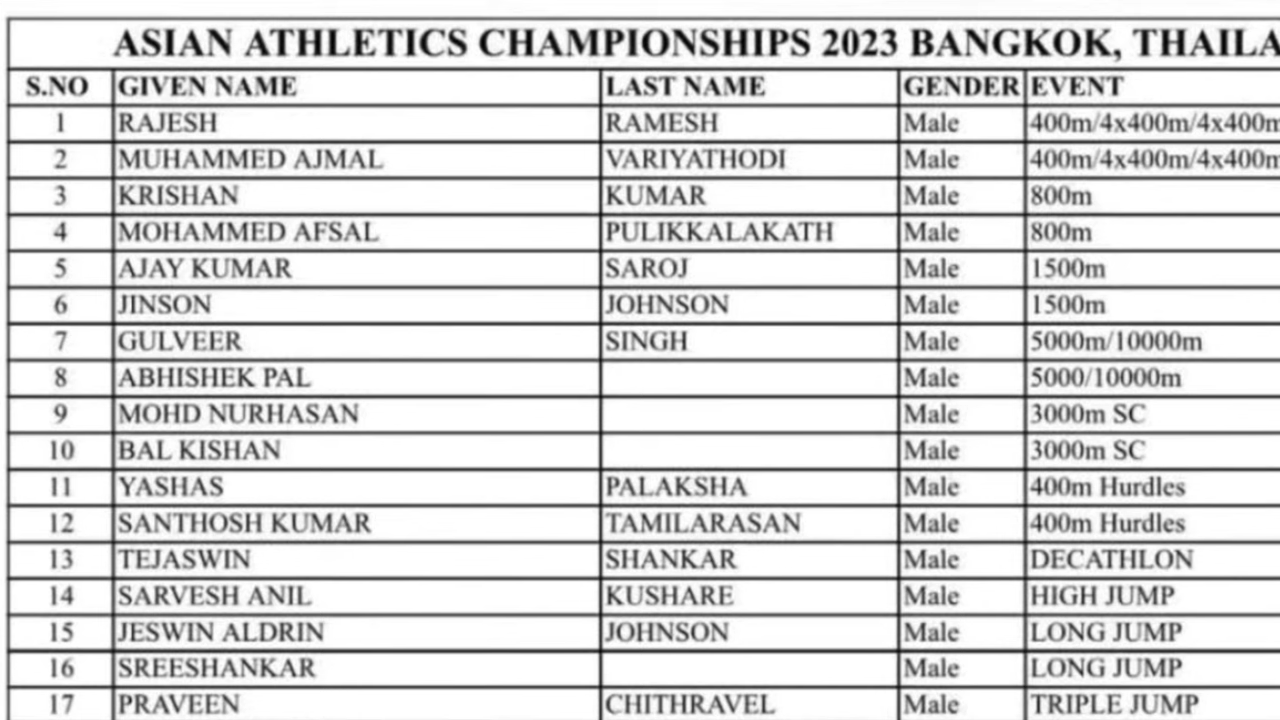 ASIAN ATHLETICS CHAMPIONSHIPS 2023 BANGKOK, THAILA
S.NO GIVEN NAME LAST NAME GENDER EVENT
1 RAJESH RAMESH Male 400m/4x400m/4x400m
2 MUHAMMED AJMAL VARIYATHODI Male 400m/4x400m/4x400m
3 KRISHAN KUMAR Male 800m
4 MOHAMMED AFSAL PULIKKALAKATH Male 800m
5 AJAY KUMAR SAROJ Male 1500m
6 JINSON JOHNSON Male 1500m
7 GULVEER SINGH Male 5000m/10000m
8 ABHISHEK PAL Male 5000/10000m
9 MOHD NURHASAN Male 3000m SC
10 BAL KISHAN Male 3000m SC
11 YASHAS PALAKSHA Male 400m Hurdles
12 SANTHOSH KUMAR TAMILARASAN Male 400m Hurdles
13 TEJASWIN SHANKAR Male DECATHLON
14 SARVESH ANIL KUSHARE Male HIGH JUMP
15 JESWIN ALDRIN JOHNSON Male LONG JUMP
16 SREESHANKAR Male LONG JUMP
17 PRAVEEN CHITHRAVEL Male TRIPLE JUMP